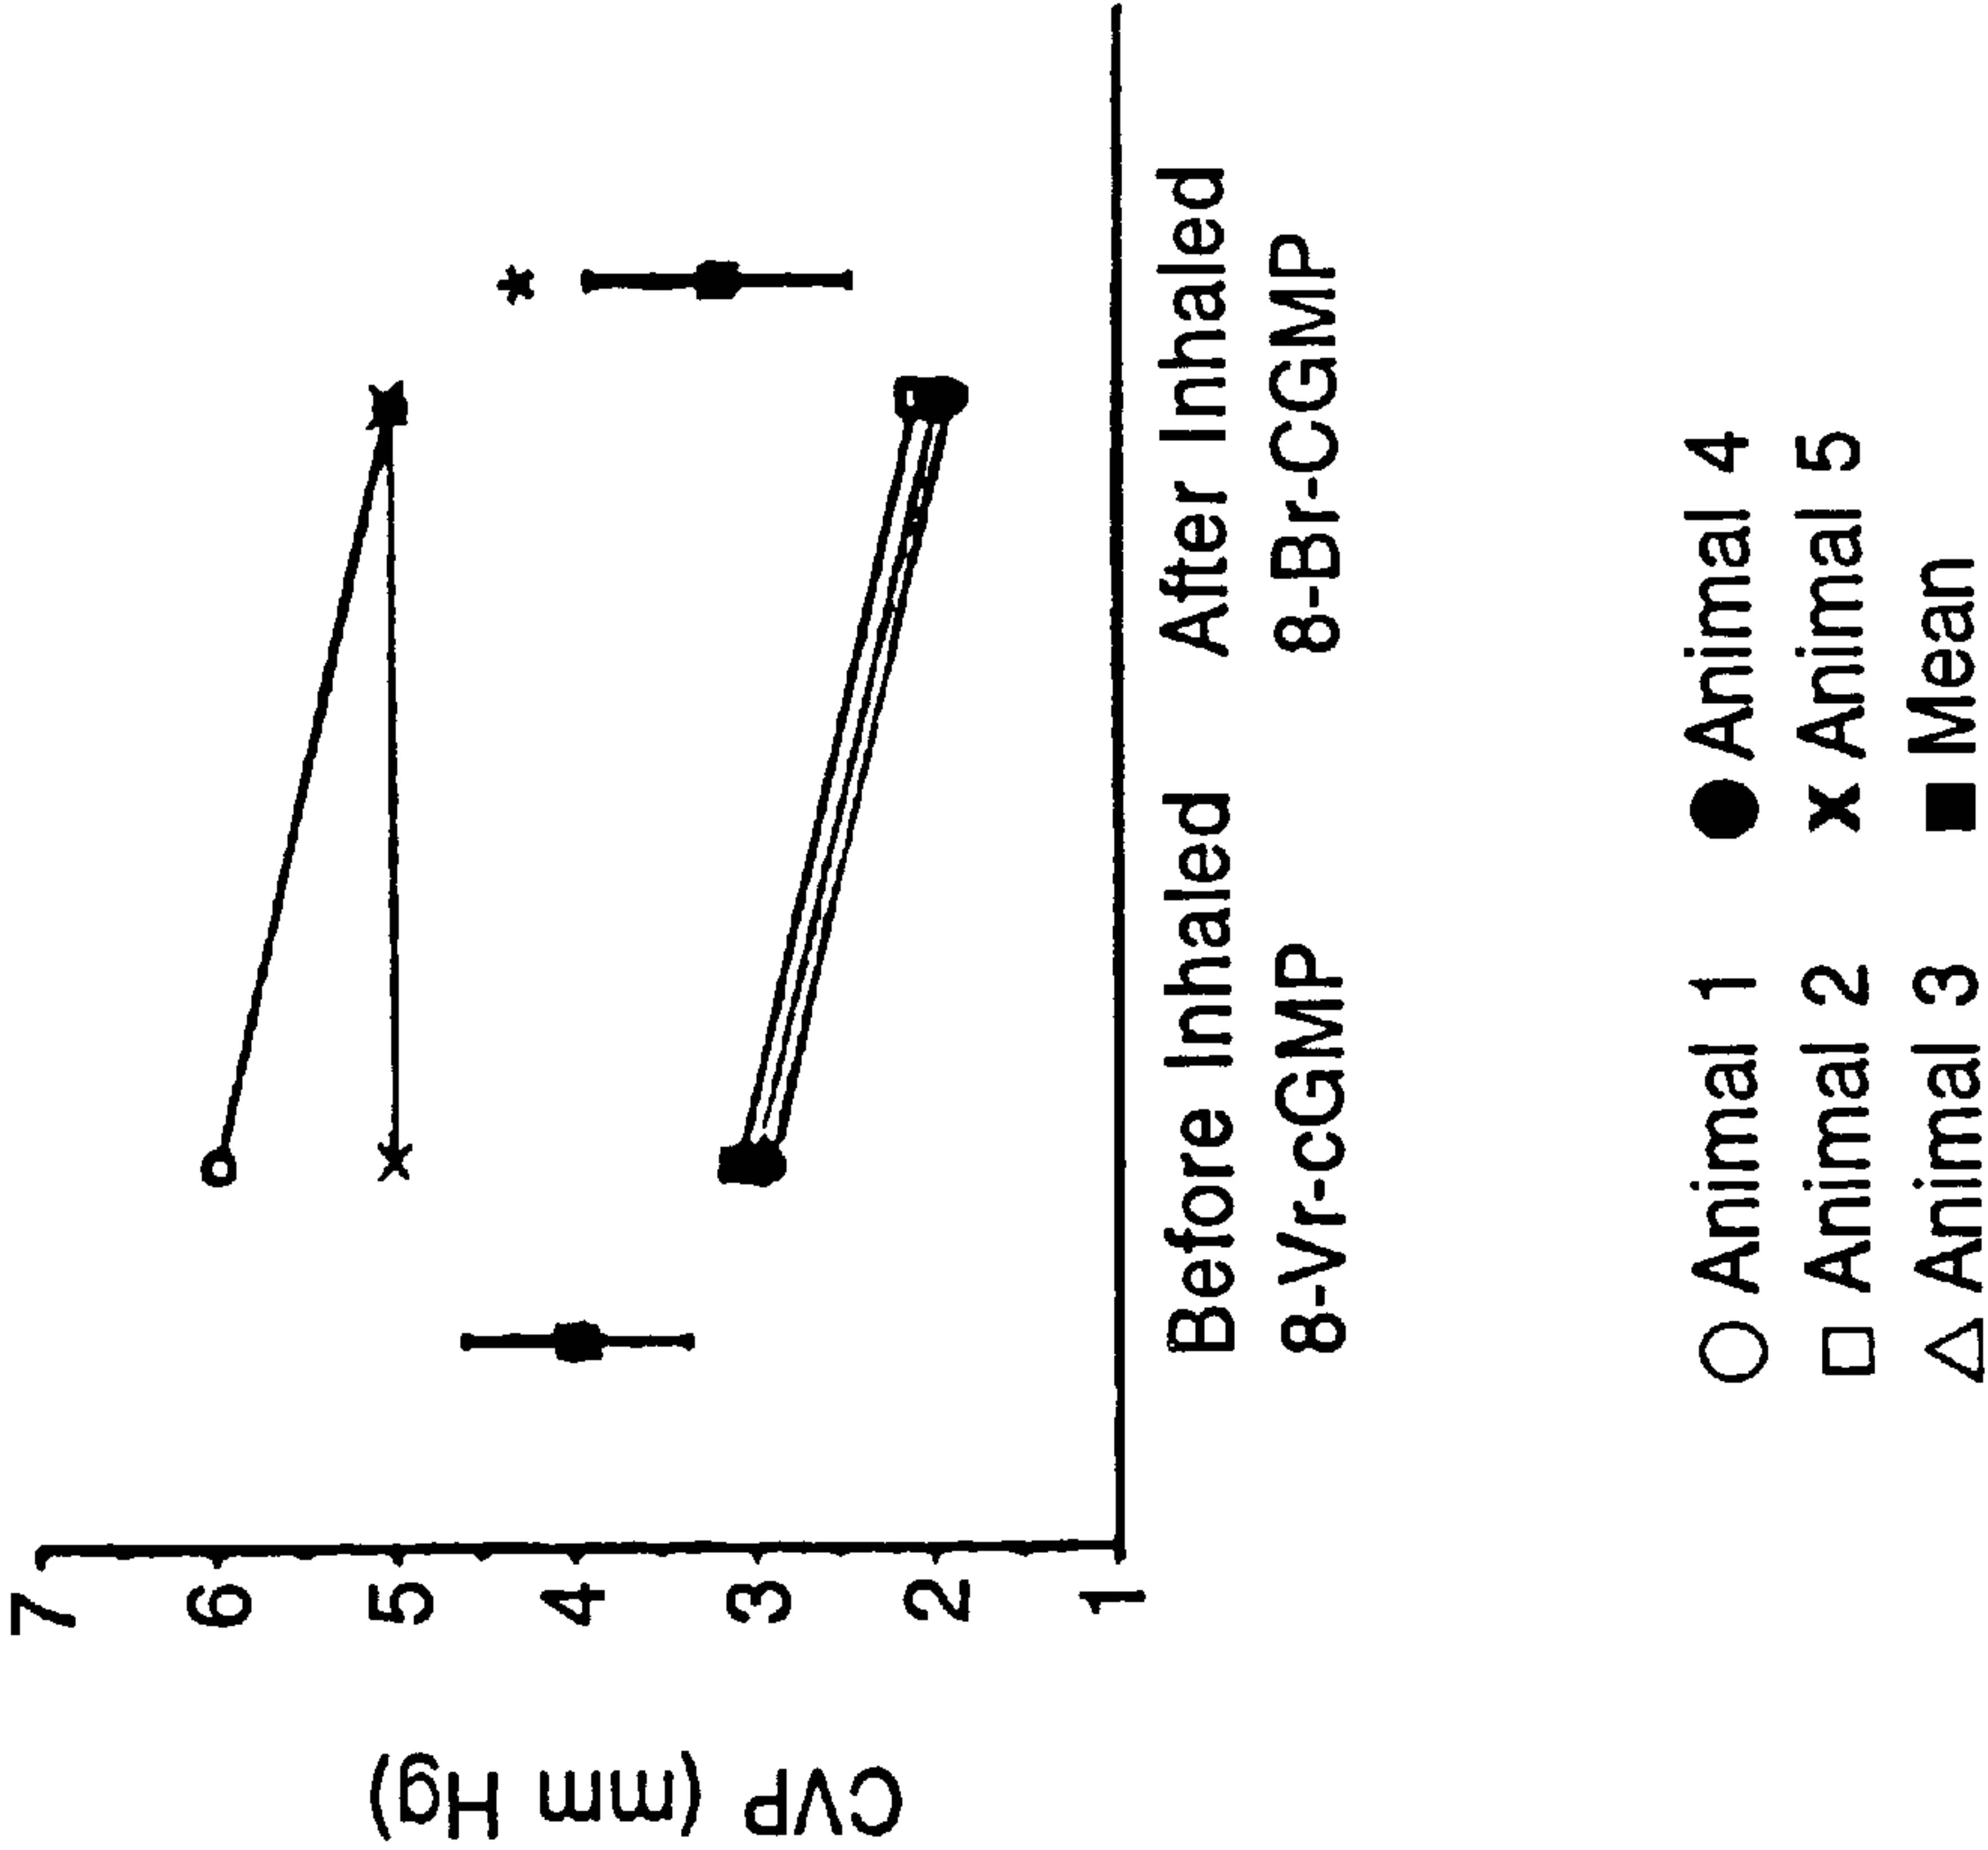 CVP (mm Hg)
7
6
5
4
3
2
1
*
Before Inhaled
8-Vr-cGMP
After Inhaled
8-Br-CGMP
Animal 1
Animal 2
Animal 3
Animal 4
x Animal 5
Mean